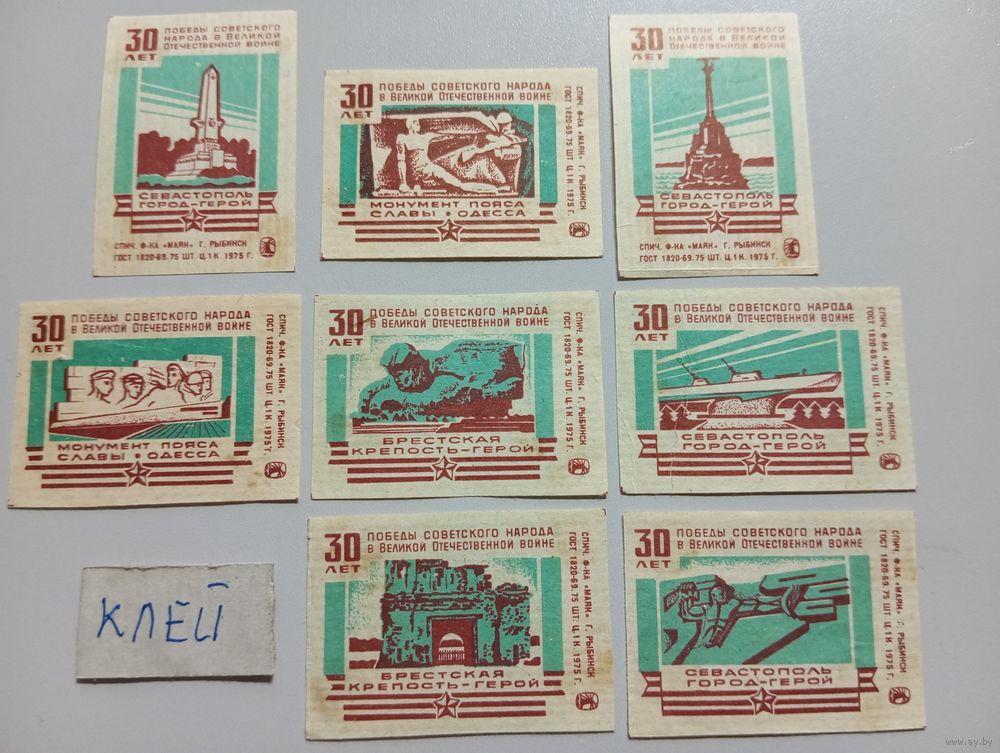 30 ЛЕТ
ПОБЕДЫ СОВЕТСКОГО
НАРОДА В ВЕЛИКОЙ
ОТЕЧЕСТВЕННОЙ ВОЙНЕ
СЕВАСТОПОЛЬ
ГОРОД-ГЕРОЙ
СПИЧ. Ф-КА «МАЯК» Г. РЫБИНСК
ГОСТ 1820-69. 75 ШТ. Ц. 1 К. 1975 Г.
30 ЛЕТ
ПОБЕДЫ СОВЕТСКОГО НАРОДА
В ВЕЛИКОЙ ОТЕЧЕСТВЕННОЙ ВОЙНЕ
МОНУМЕНТ ПОЯСА
СЛАВЫ • ОДЕССА
СПИЧ. Ф-КА «МАЯК» Г. РЫБИНСК
ГОСТ 1820-69. 75 ШТ. Ц. 1 К. 1975 Г.
30 ЛЕТ
ПОБЕДЫ СОВЕТСКОГО
НАРОДА В ВЕЛИКОЙ
ОТЕЧЕСТВЕННОЙ ВОЙНЕ
СЕВАСТОПОЛЬ
ГОРОД-ГЕРОЙ
СПИЧ. Ф-КА «МАЯК» Г. РЫБИНСК
ГОСТ 1820-69. 75 ШТ. Ц. 1 К. 1975 Г.
30 ЛЕТ
ПОБЕДЫ СОВЕТСКОГО НАРОДА
В ВЕЛИКОЙ ОТЕЧЕСТВЕННОЙ ВОЙНЕ
МОНУМЕНТ ПОЯСА
СЛАВЫ • ОДЕССА
СПИЧ. Ф-КА «МАЯК» Г. РЫБИНСК
ГОСТ 1820-69. 75 ШТ. Ц. 1 К. 1975 Г.
30 ЛЕТ
ПОБЕДЫ СОВЕТСКОГО НАРОДА
В ВЕЛИКОЙ ОТЕЧЕСТВЕННОЙ ВОЙНЕ
БРЕСТСКАЯ
КРЕПОСТЬ-ГЕРОЙ
СПИЧ. Ф-КА «МАЯК» Г. РЫБИНСК
ГОСТ 1820-69. 75 ШТ. Ц. 1 К. 1975 Г.
30 ЛЕТ
ПОБЕДЫ СОВЕТСКОГО НАРОДА
В ВЕЛИКОЙ ОТЕЧЕСТВЕННОЙ ВОЙНЕ
СЕВАСТОПОЛЬ
ГОРОД-ГЕРОЙ
СПИЧ. Ф-КА «МАЯК» Г. РЫБИНСК
ГОСТ 1820-69. 75 ШТ. Ц. 1 К. 1975 Г.
КЛЕЙ
30 ЛЕТ
ПОБЕДЫ СОВЕТСКОГО НАРОДА
В ВЕЛИКОЙ ОТЕЧЕСТВЕННОЙ ВОЙНЕ
БРЕСТСКАЯ
КРЕПОСТЬ-ГЕРОЙ
СПИЧ. Ф-КА «МАЯК» Г. РЫБИНСК
ГОСТ 1820-69. 75 ШТ. Ц. 1 К. 1975 Г.
30 ЛЕТ
ПОБЕДЫ СОВЕТСКОГО НАРОДА
В ВЕЛИКОЙ ОТЕЧЕСТВЕННОЙ ВОЙНЕ
СЕВАСТОПОЛЬ
ГОРОД-ГЕРОЙ
СПИЧ. Ф-КА «МАЯК» Г. РЫБИНСК
ГОСТ 1820-69. 75 ШТ. Ц. 1 К. 1975 Г.
www.ay.by